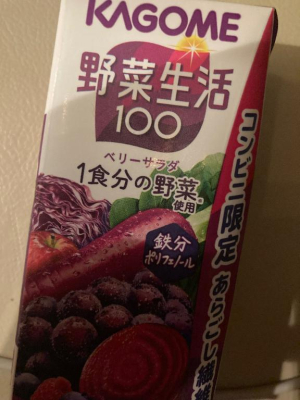 KAGOME
野菜生活
100
ベリーサラダ
1食分の野菜
使用
鉄分
ポリフェノール
コンビニ限定
あらごし